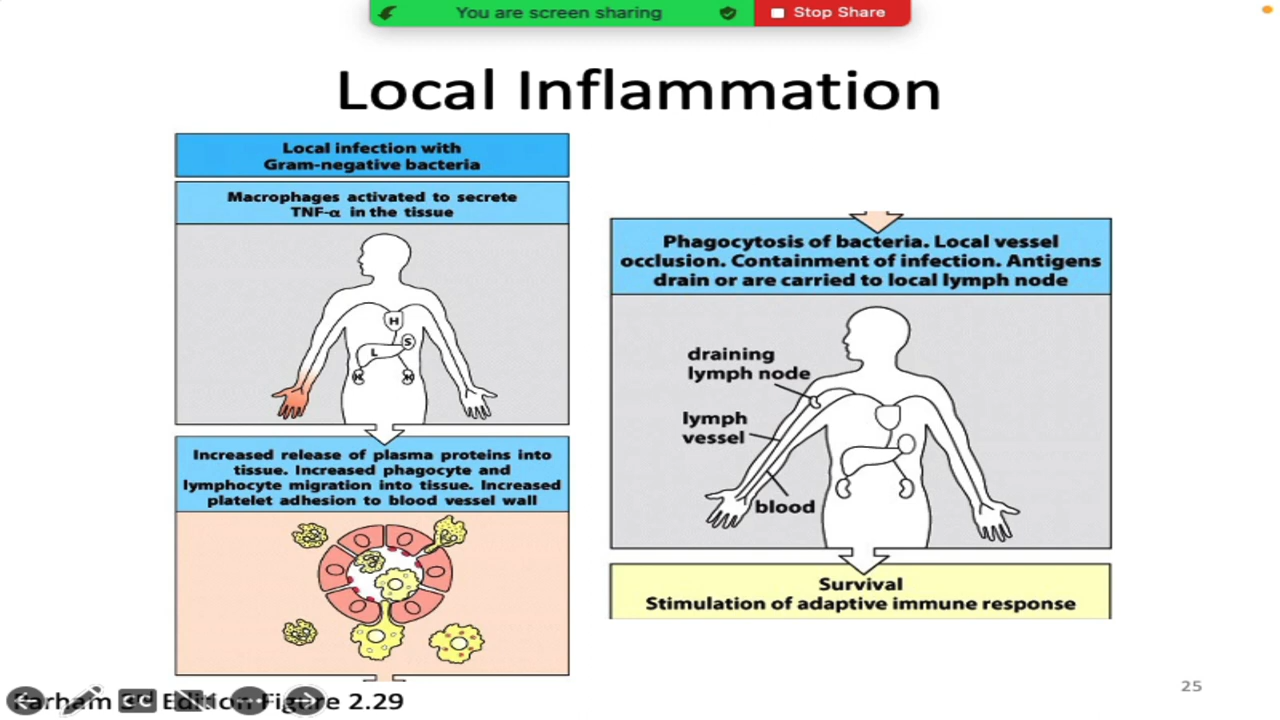 You are screen sharing
Stop Share
Local Inflammation
Local infection with
Gram-negative bacteria
Macrophages activated to secrete
TNF-α in the tissue
H
S
L
K
K
Increased release of plasma proteins into
tissue. Increased phagocyte and
lymphocyte migration into tissue. Increased
platelet adhesion to blood vessel wall
Phagocytosis of bacteria. Local vessel
occlusion. Containment of infection. Antigens
drain or are carried to local lymph node
draining
lymph node
lymph
vessel
blood
Survival
Stimulation of adaptive immune response
25
Edition Figure 2.29